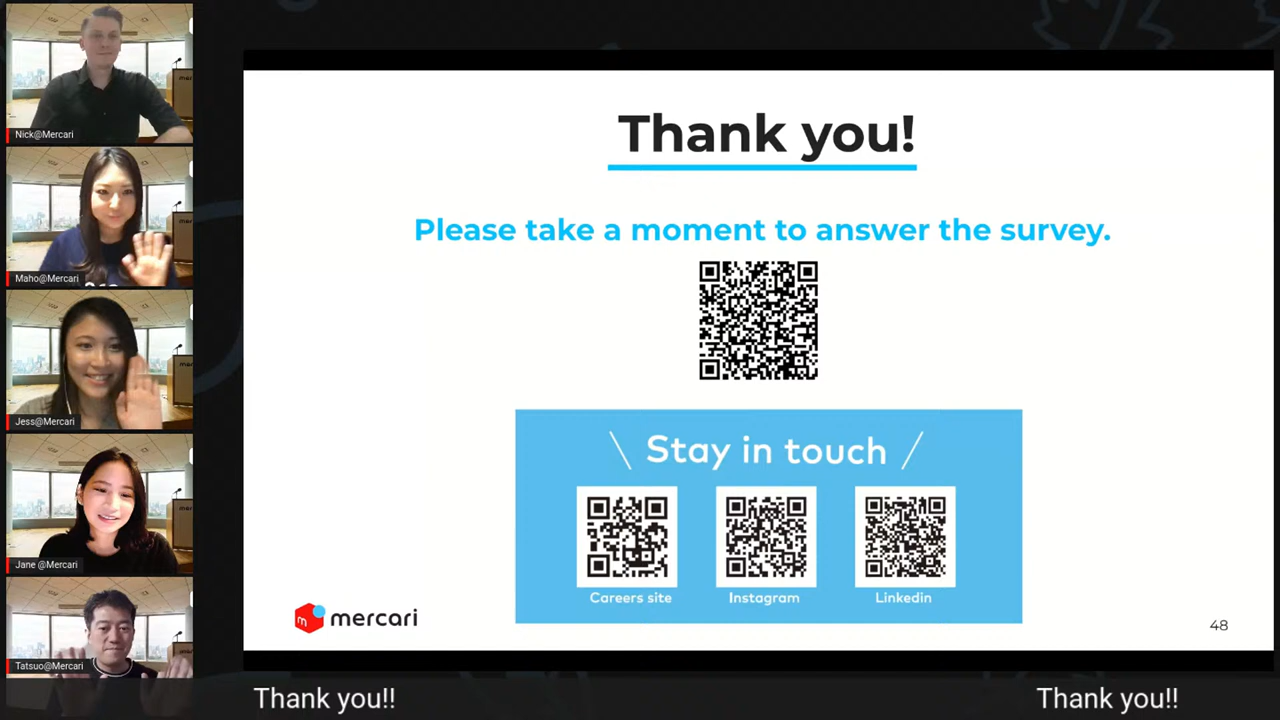 Nick@Mercari
Maho@Mercari
Jess@Mercari
Jane @Mercari
Tatsuo@Mercari
Thank you!
Please take a moment to answer the survey.
\ Stay in touch /
Careers site
Instagram
Linkedin
m mercari
48
Thank you!!
Thank you!!